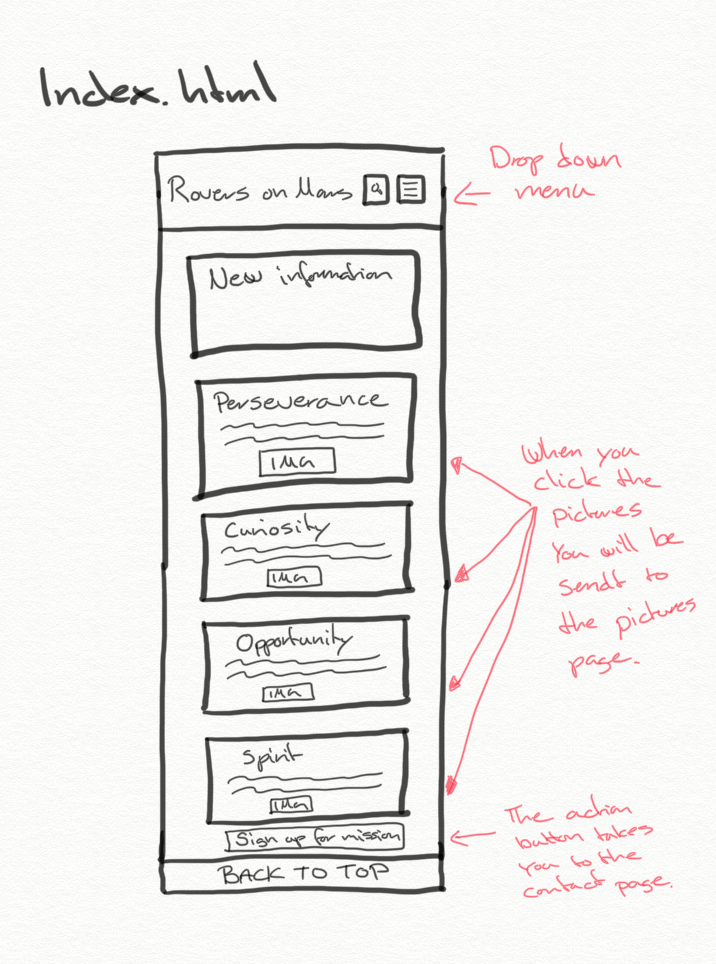 Index.html
Drop down
menu
Rovers on Mars
New information
Perseverance
IMG
Curiosity
IMG
Opportunity
IMG
Spirit
IMG
When you
click the
pictures
You will be
sendt to
the pictures
page.
Sign up for mission
The action
button takes
you to the
contact page.
BACK TO TOP